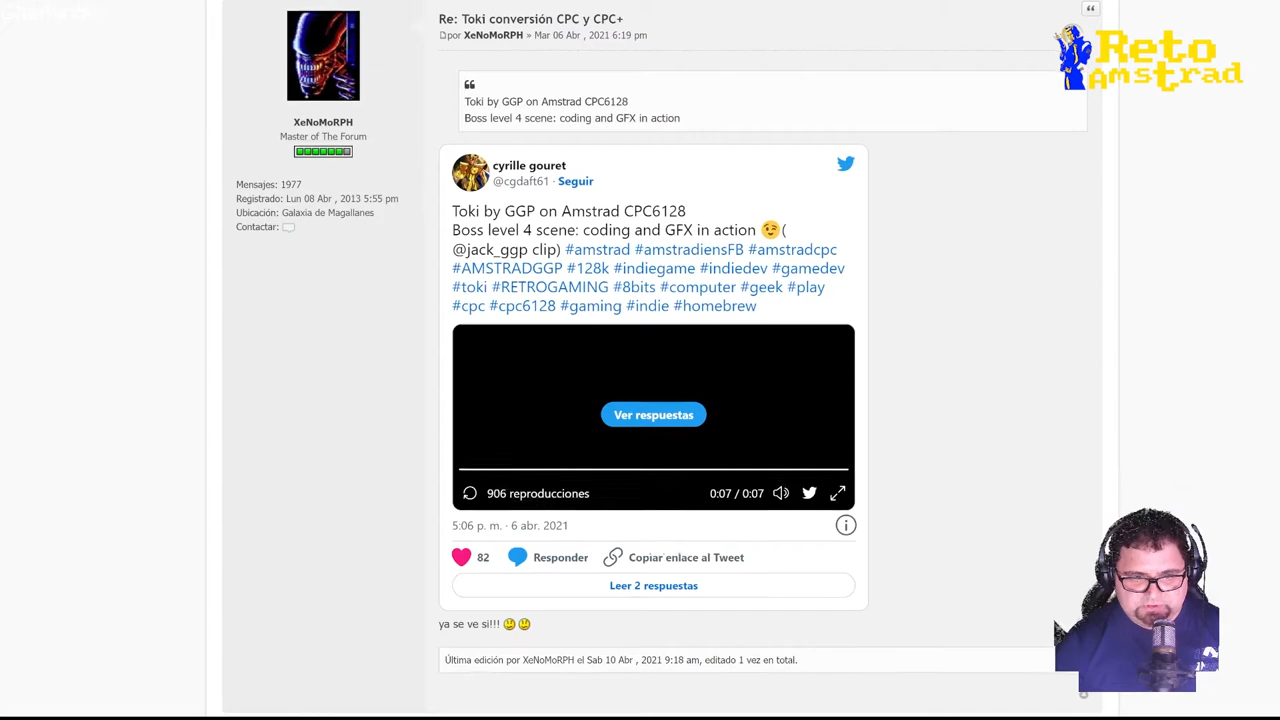 Re: Toki conversión CPC y CPC+
por XeNoMoRPH » Mar 06 Abr , 2021 6:19 pm
Reto
Amstrad
Toki by GGP on Amstrad CPC6128
Boss level 4 scene: coding and GFX in action
XeNoMoRPH
Master of The Forum
Mensajes: 1977
Registrado: Lun 08 Abr , 2013 5:55 pm
Ubicación: Galaxia de Magallanes
Contactar:
cyrille gouret
@cgdaft61 · Seguir
Toki by GGP on Amstrad CPC6128
Boss level 4 scene: coding and GFX in action 😉 (
@jack_ggp clip) #amstrad #amstradiensFB #amstradcpc
#AMSTRADGGP #128k #indiegame #indiedev #gamedev
#toki #RETROGAMING #8bits #computer #geek #play
#cpc #cpc6128 #gaming #indie #homebrew
Ver respuestas
906 reproducciones 0:07 / 0:07
5:06 p. m. · 6 abr. 2021
82 Responder Copiar enlace al Tweet
Leer 2 respuestas
ya se ve si!!!
Última edición por XeNoMoRPH el Sab 10 Abr , 2021 9:18 am, editado 1 vez en total.